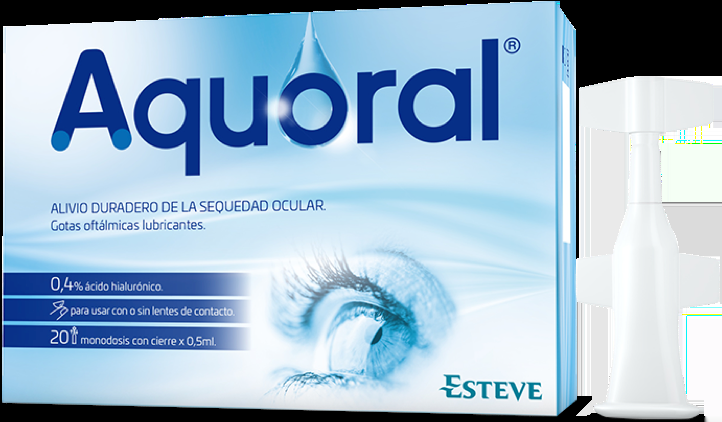 Aquoral®
ALIVIO DURADERO DE LA SEQUEDAD OCULAR.
Gotas oftálmicas lubricantes.
0,4% ácido hialurónico.
para usar con o sin lentes de contacto.
20 monodosis con cierre x 0,5ml.
ESTEVE